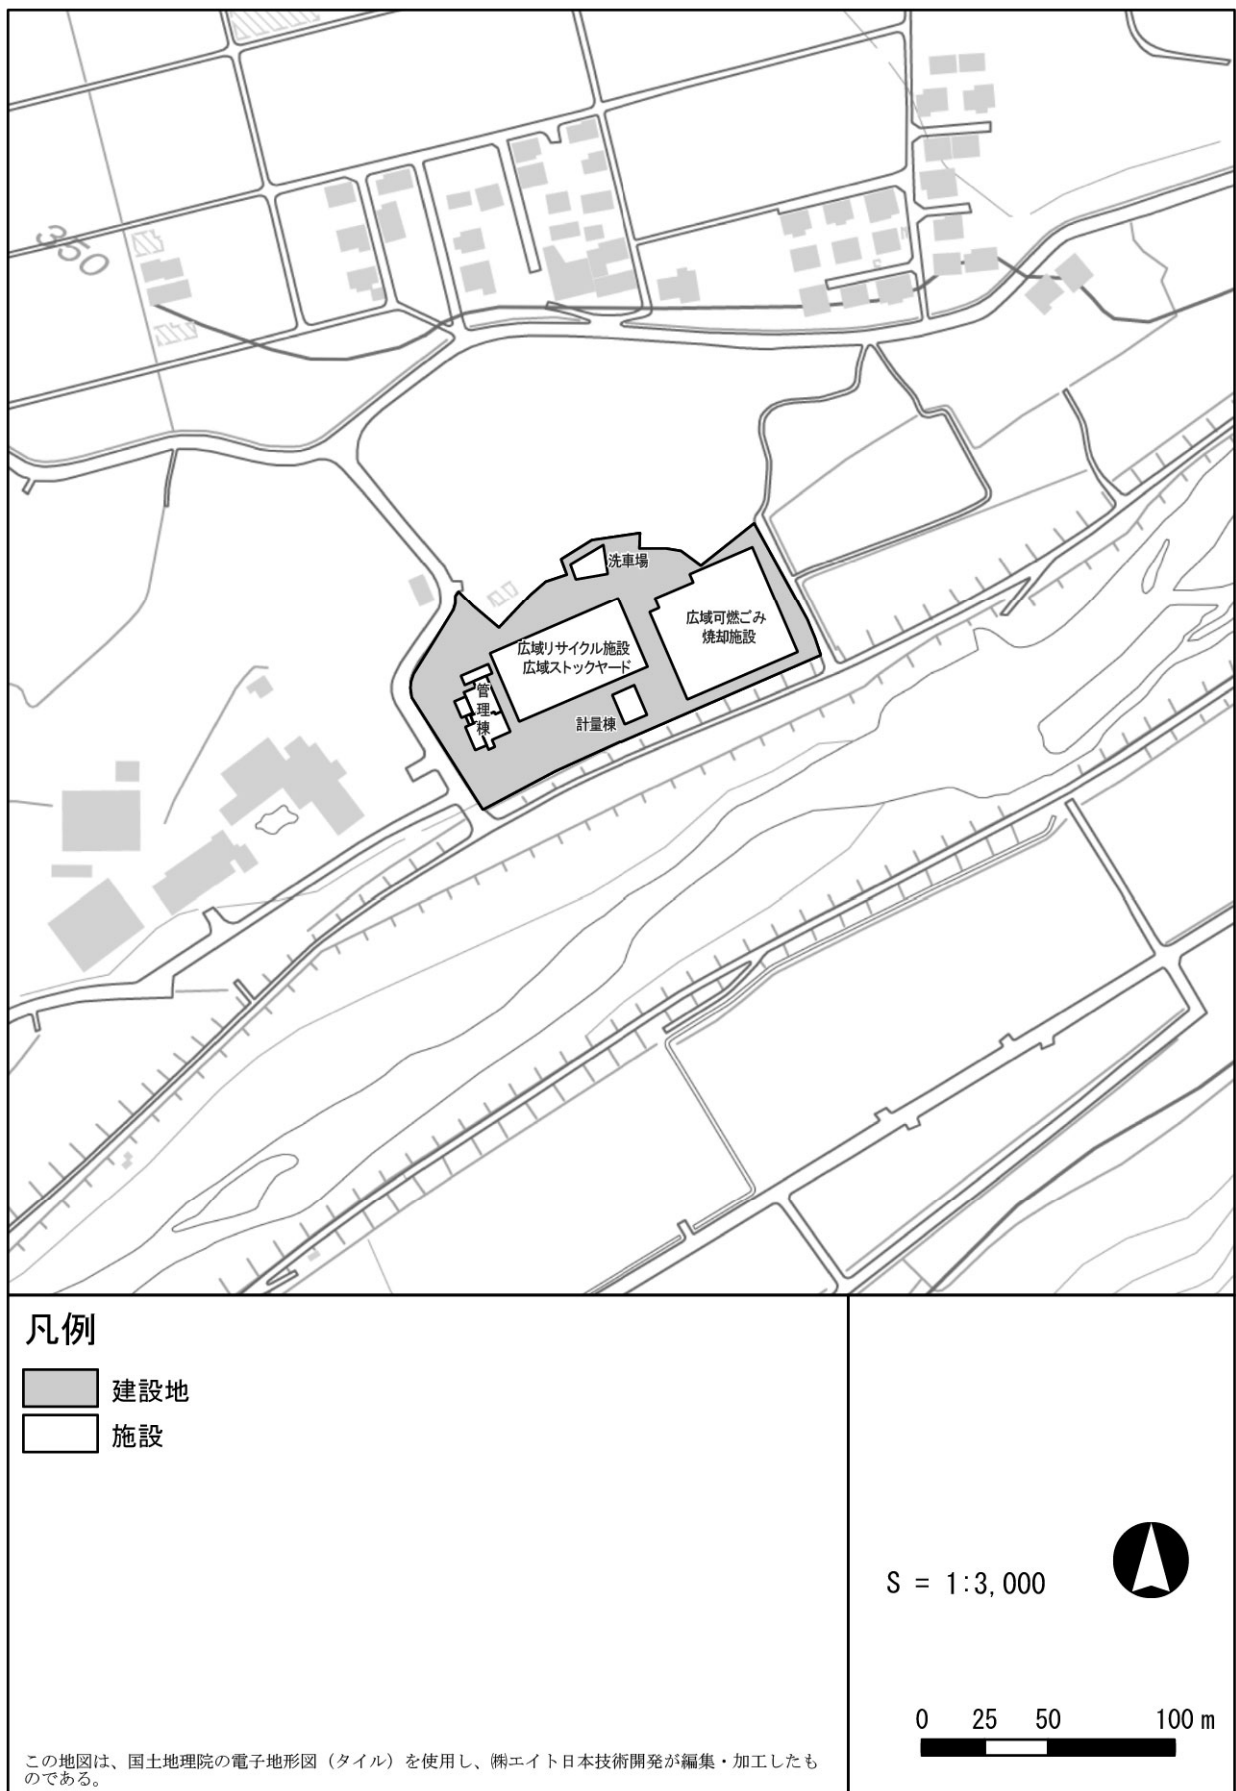 350
洗車場
広域可燃ごみ
焼却施設
広域リサイクル施設
広域ストックヤード
管理棟
計量棟
凡例
建設地
施設
S = 1:3,000
0 25 50 100 m
この地図は、国土地理院の電子地形図（タイル）を使用し、㈱エイト日本技術開発が編集・加工したも
のである。